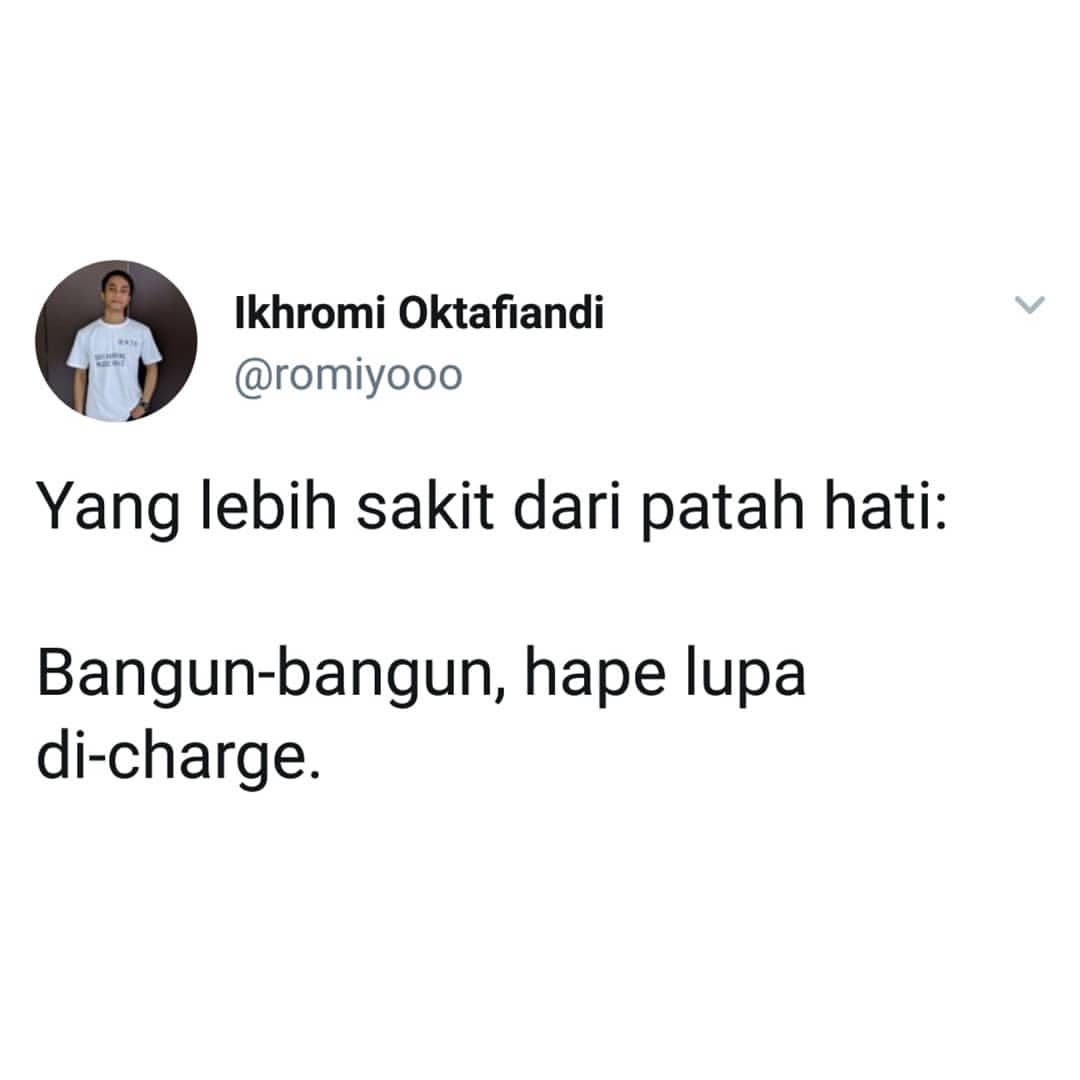 Ikhromi Oktafiandi
@romiyooo
Yang lebih sakit dari patah hati:
Bangun-bangun, hape lupa
di-charge.